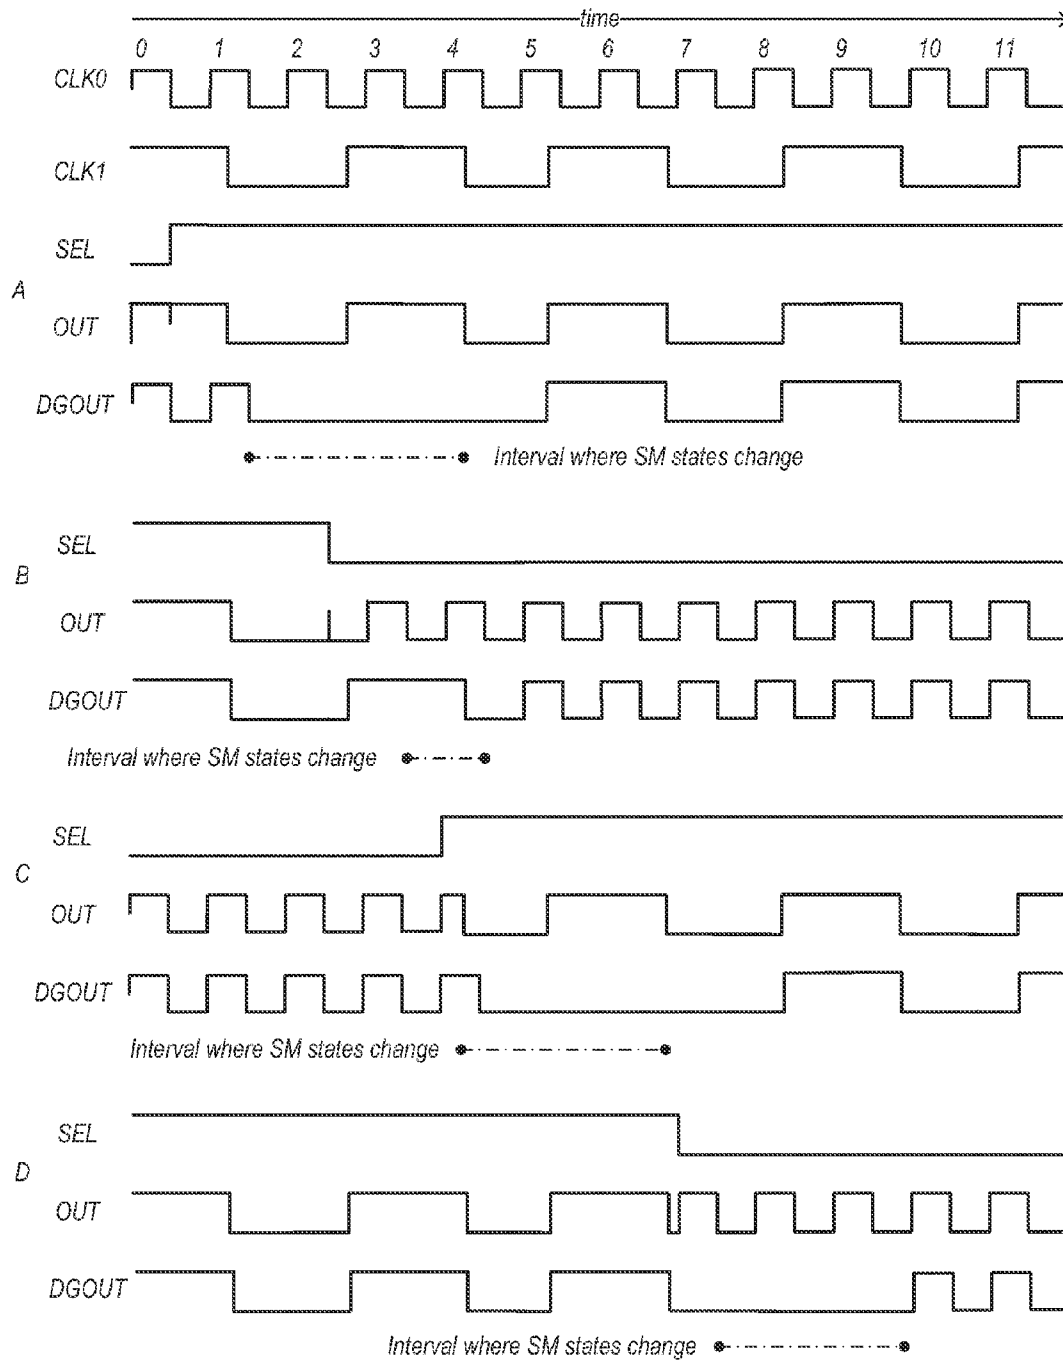 time
0 1 2 3 4 5 6 7 8 9 10 11
CLK0
CLK1
SEL
A
OUT
DGOUT
Interval where SM states change
SEL
B
OUT
DGOUT
Interval where SM states change
SEL
C
OUT
DGOUT
Interval where SM states change
SEL
D
OUT
DGOUT
Interval where SM states change